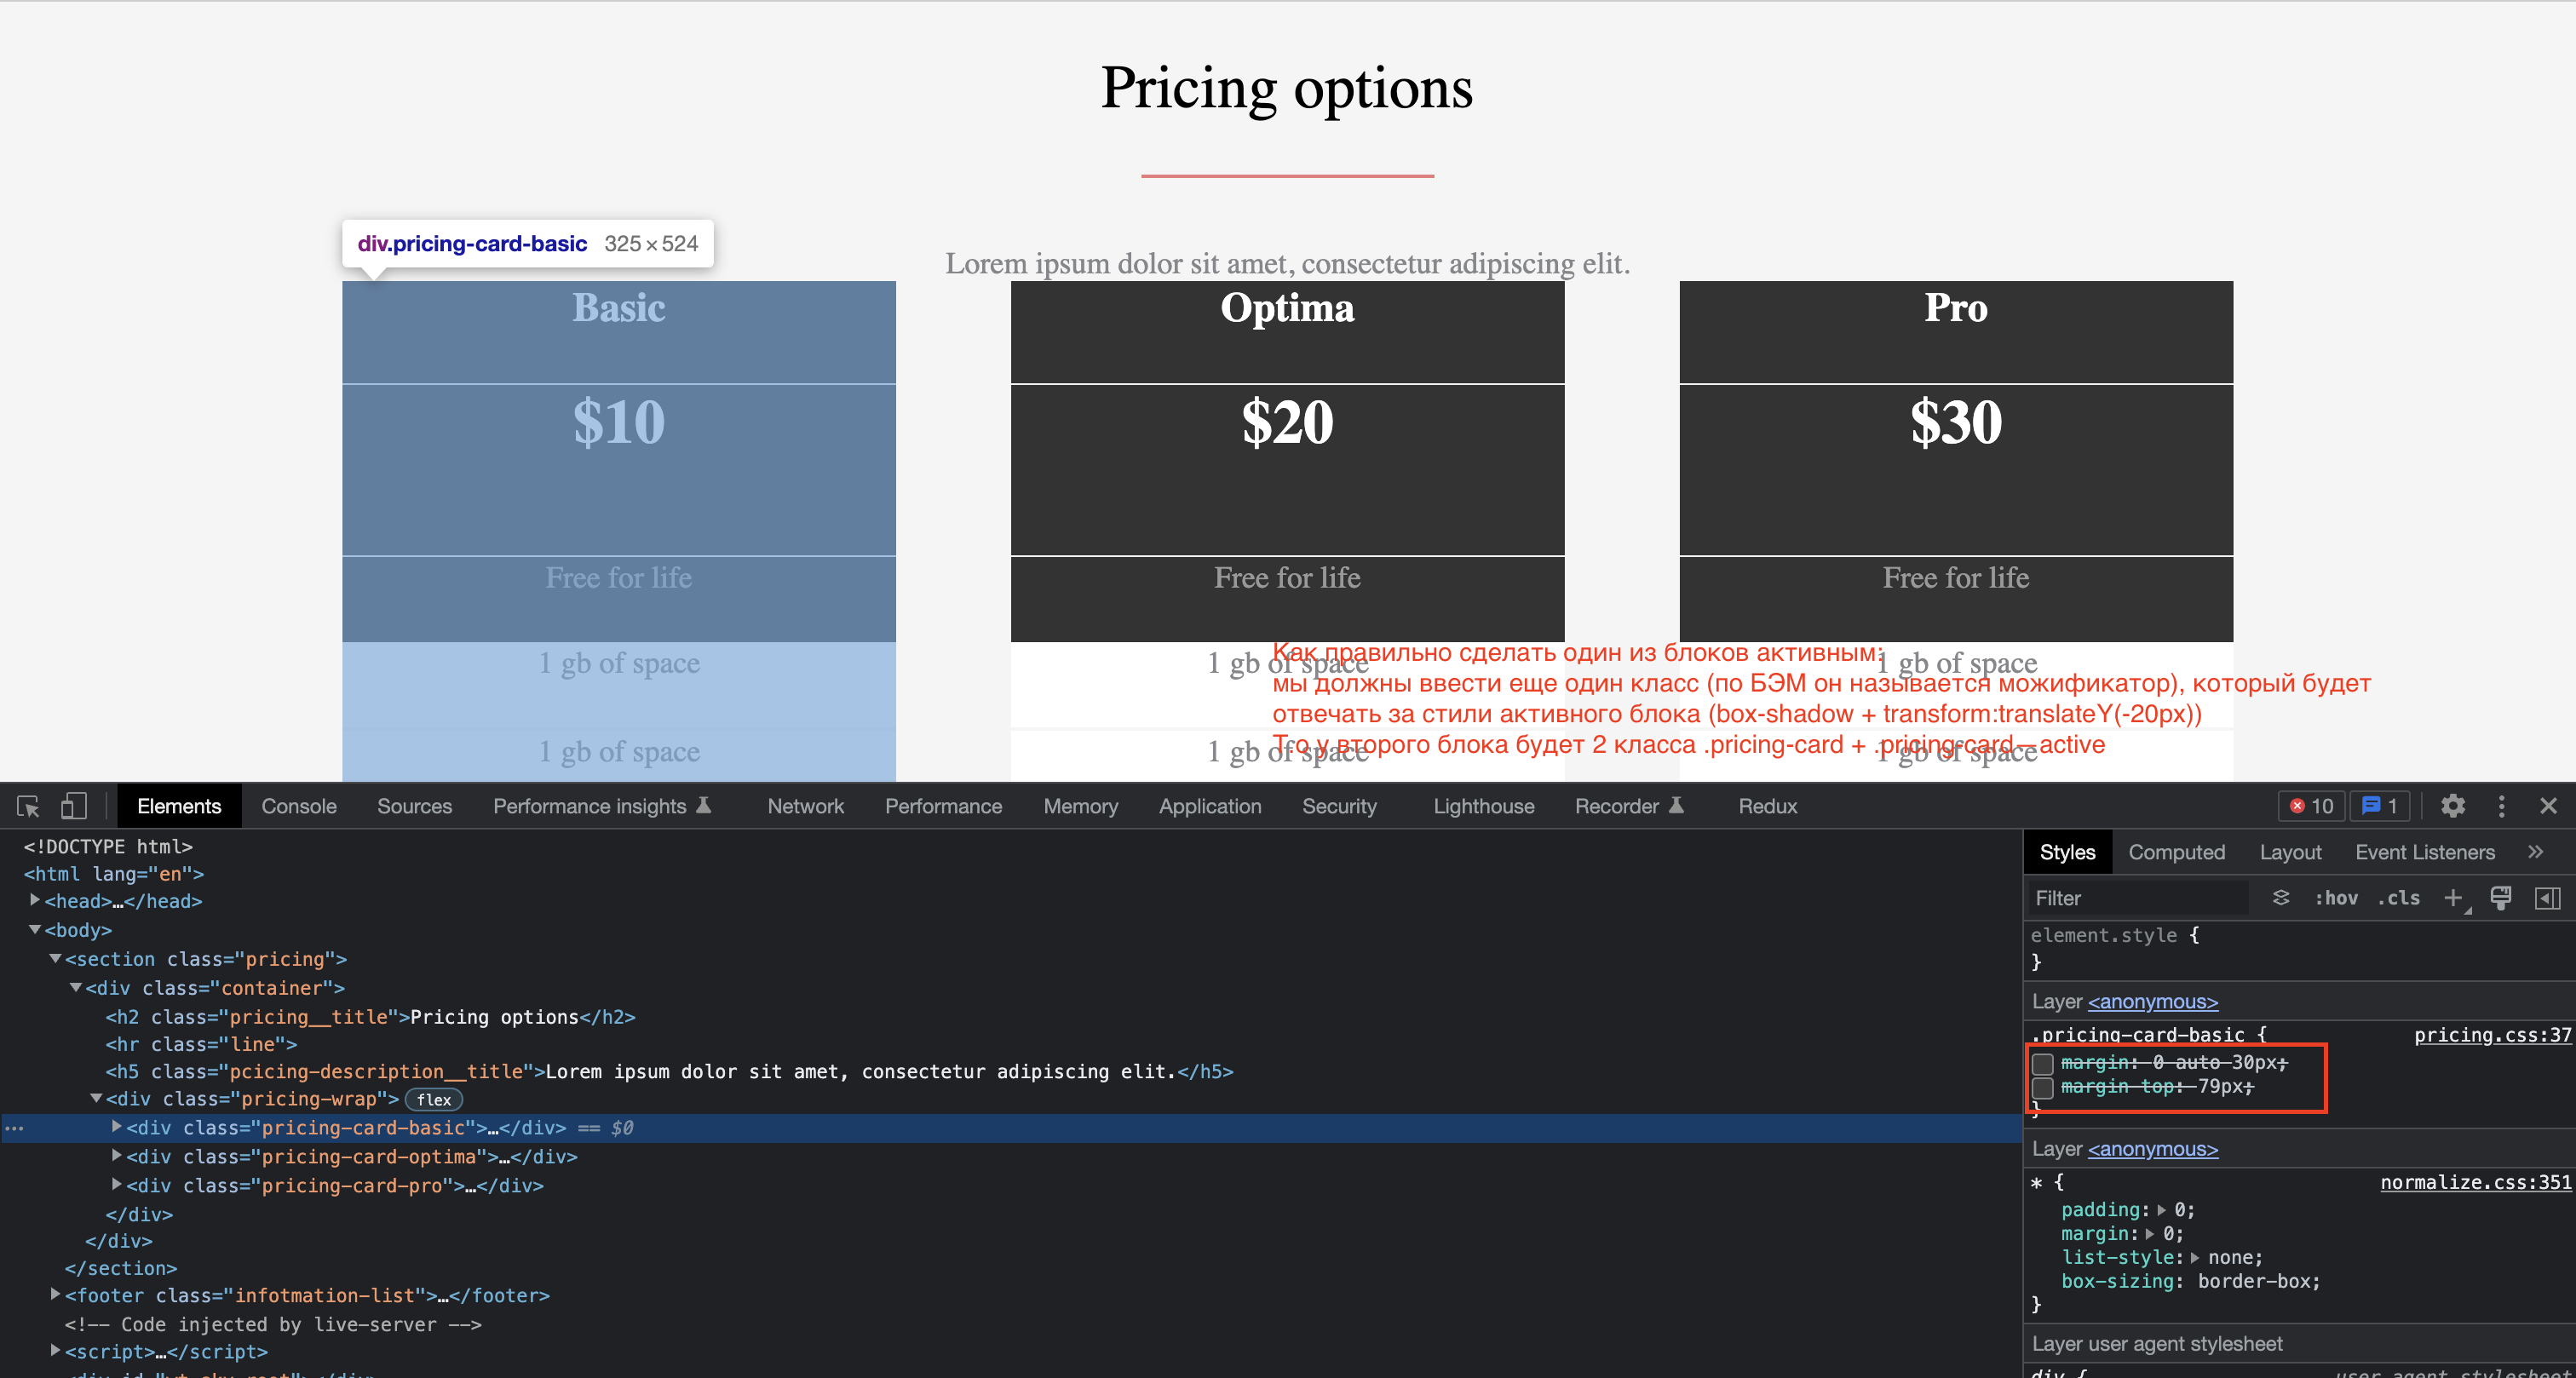 Pricing options
div.pricing-card-basic 325 × 524
Lorem ipsum dolor sit amet, consectetur adipiscing elit.
Basic Optima Pro
$10 $20 $30
Free for life Free for life Free for life
1 gb of space 1 gb of space 1 gb of space
1 gb of space 1 gb of space 1 gb of space
Как правильно сделать один из блоков активным:
мы должны ввести еще один класс (по БЭМ он называется можификатор), который будет
отвечать за стили активного блока (box-shadow + transform:translateY(-20px))
Т.о у второго блока будет 2 класса .pricing-card + .pricing-card—active
Elements Console Sources Performance insights Network Performance Memory Application Security Lighthouse Recorder Redux 10 1
<!DOCTYPE html>
<html lang="en">
<head>…</head>
<body>
<section class="pricing">
<div class="container">
<h2 class="pricing__title">Pricing options</h2>
<hr class="line">
<h5 class="pcicing-description__title">Lorem ipsum dolor sit amet, consectetur adipiscing elit.</h5>
<div class="pricing-wrap"> flex
… <div class="pricing-card-basic">…</div> == $0
<div class="pricing-card-optima">…</div>
<div class="pricing-card-pro">…</div>
</div>
</div>
</section>
<footer class="infotmation-list">…</footer>
<!-- Code injected by live-server -->
<script>…</script>
Styles Computed Layout Event Listeners »
Filter :hov .cls +
element.style {
}
Layer <anonymous>
.pricing-card-basic { pricing.css:37
margin: 0 auto 30px;
margin-top: 79px;
}
Layer <anonymous>
* { normalize.css:351
padding: 0;
margin: 0;
list-style: none;
box-sizing: border-box;
}
Layer user agent stylesheet
div { user agent stylesheet